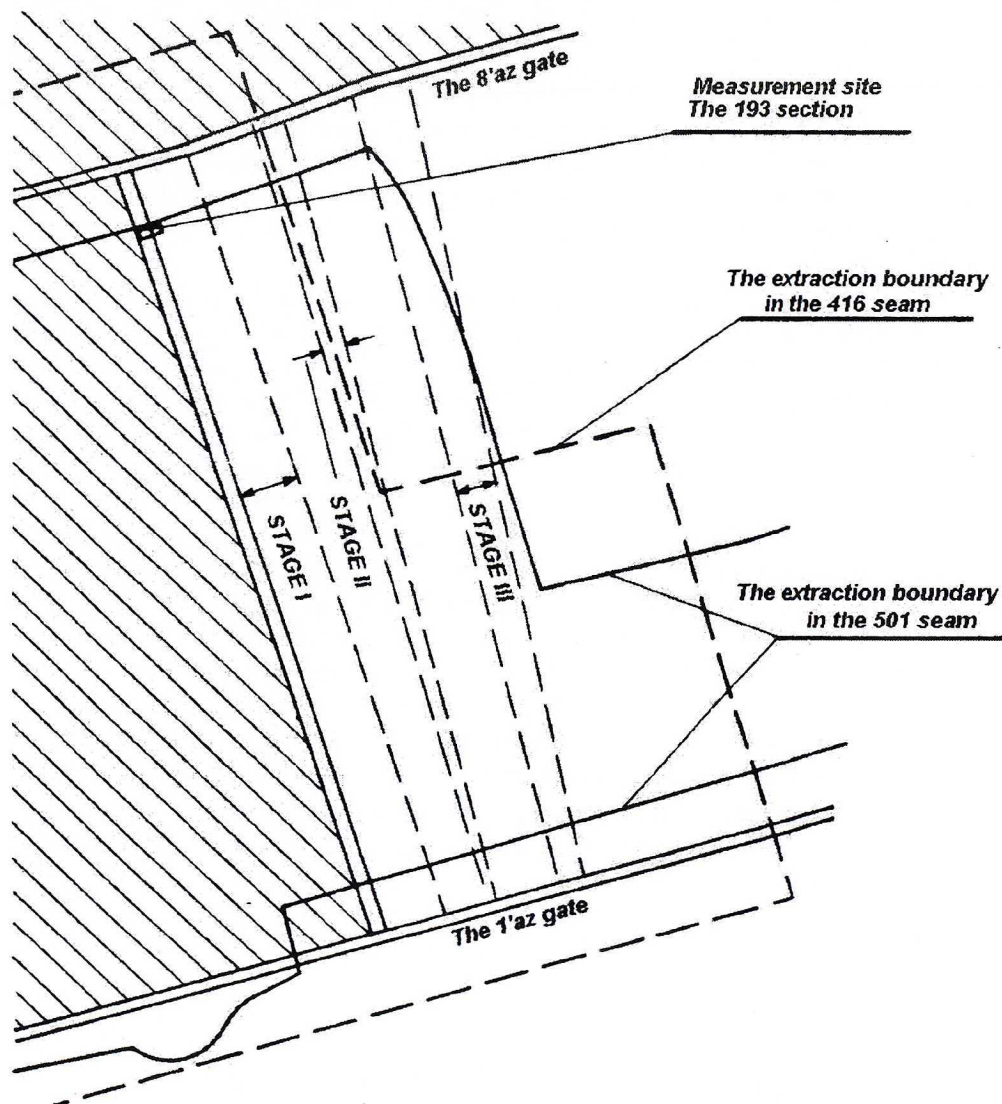 The 8'az gate
Measurement site
The 193 section
The extraction boundary
in the 416 seam
STAGE I
STAGE II
STAGE III
The extraction boundary
in the 501 seam
The 1'az gate